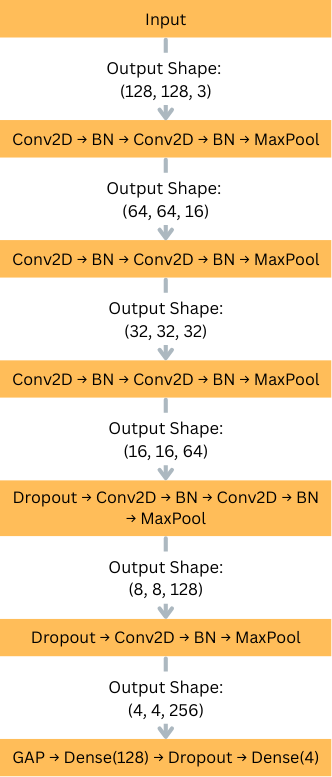 Input
Output Shape:
(128, 128, 3)
Conv2D → BN → Conv2D → BN → MaxPool
Output Shape:
(64, 64, 16)
Conv2D → BN → Conv2D → BN → MaxPool
Output Shape:
(32, 32, 32)
Conv2D → BN → Conv2D → BN → MaxPool
Output Shape:
(16, 16, 64)
Dropout → Conv2D → BN → Conv2D → BN
→ MaxPool
Output Shape:
(8, 8, 128)
Dropout → Conv2D → BN → MaxPool
Output Shape:
(4, 4, 256)
GAP → Dense(128) → Dropout → Dense(4)